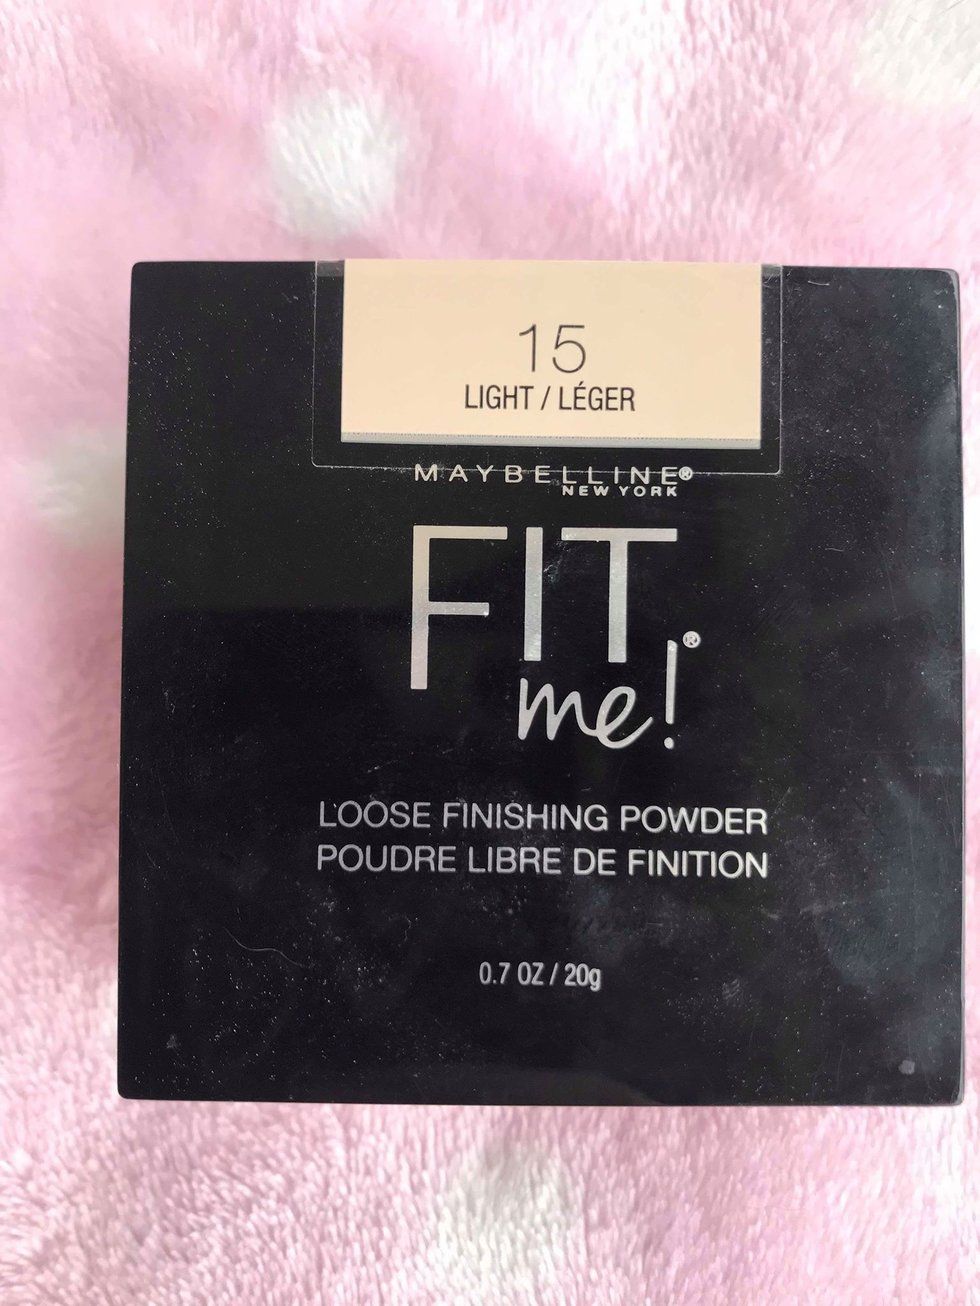 15
LIGHT / LÉGER
MAYBELLINE®
NEW YORK
FIT
me!®
LOOSE FINISHING POWDER
POUDRE LIBRE DE FINITION
0.7 OZ / 20g